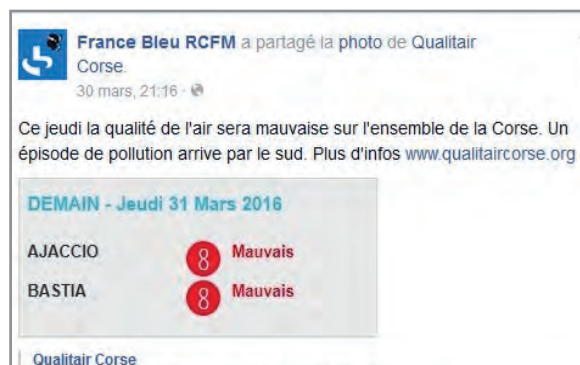 France Bleu RCFM a partagé la photo de Qualitair
Corse.
30 mars, 21:16 ·
Ce jeudi la qualité de l'air sera mauvaise sur l'ensemble de la Corse. Un
épisode de pollution arrive par le sud. Plus d'infos www.qualitaircorse.org
DEMAIN - Jeudi 31 Mars 2016
AJACCIO 8 Mauvais
BASTIA 8 Mauvais
Qualitair Corse